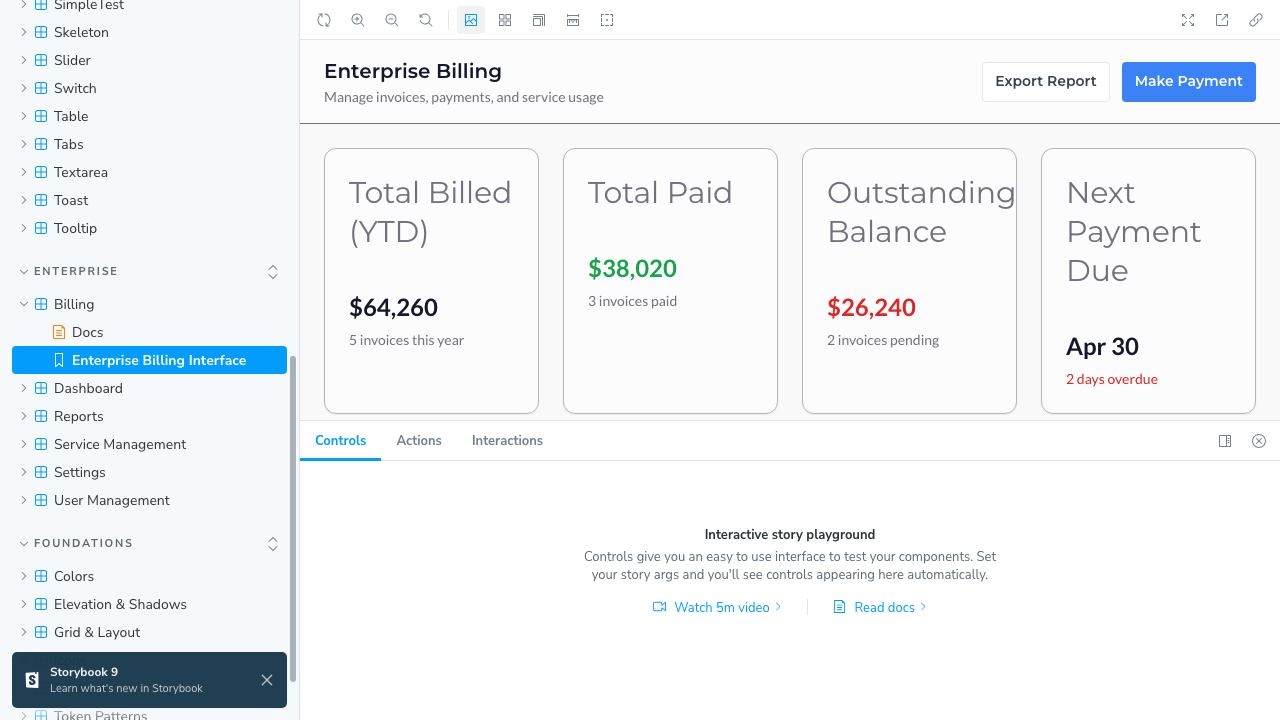 SimpleTest
Skeleton
Slider
Switch
Table
Tabs
Textarea
Toast
Tooltip
ENTERPRISE
Billing
Docs
Enterprise Billing Interface
Dashboard
Reports
Service Management
Settings
User Management
FOUNDATIONS
Colors
Elevation & Shadows
Grid & Layout
Storybook 9
Learn what's new in Storybook
Token Patterns
Enterprise Billing
Manage invoices, payments, and service usage
Export Report
Make Payment
Total Billed
(YTD)
$64,260
5 invoices this year
Total Paid
$38,020
3 invoices paid
Outstanding
Balance
$26,240
2 invoices pending
Next
Payment
Due
Apr 30
2 days overdue
Controls
Actions
Interactions
Interactive story playground
Controls give you an easy to use interface to test your components. Set
your story args and you'll see controls appearing here automatically.
Watch 5m video
Read docs